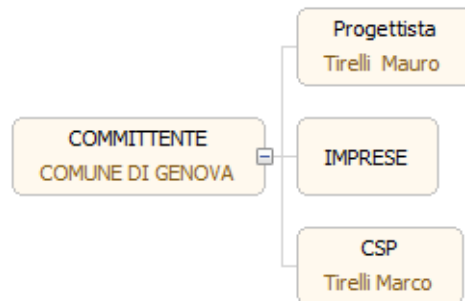 Progettista
Tirelli Mauro
COMMITTENTE
COMUNE DI GENOVA
IMPRESE
CSP
Tirelli Marco